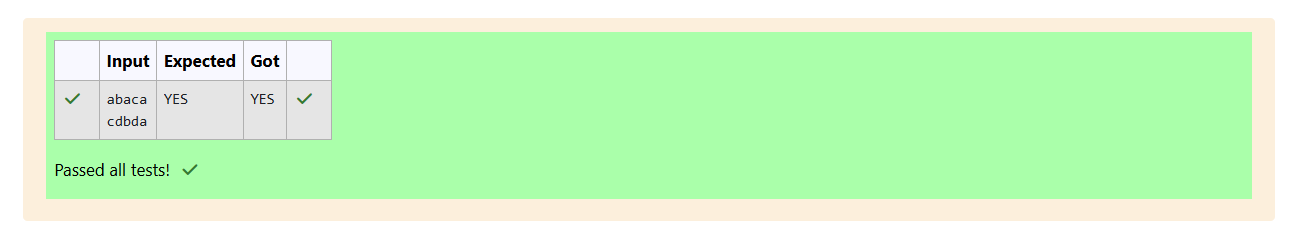 Input Expected Got
abaca YES YES
cdbda
Passed all tests!